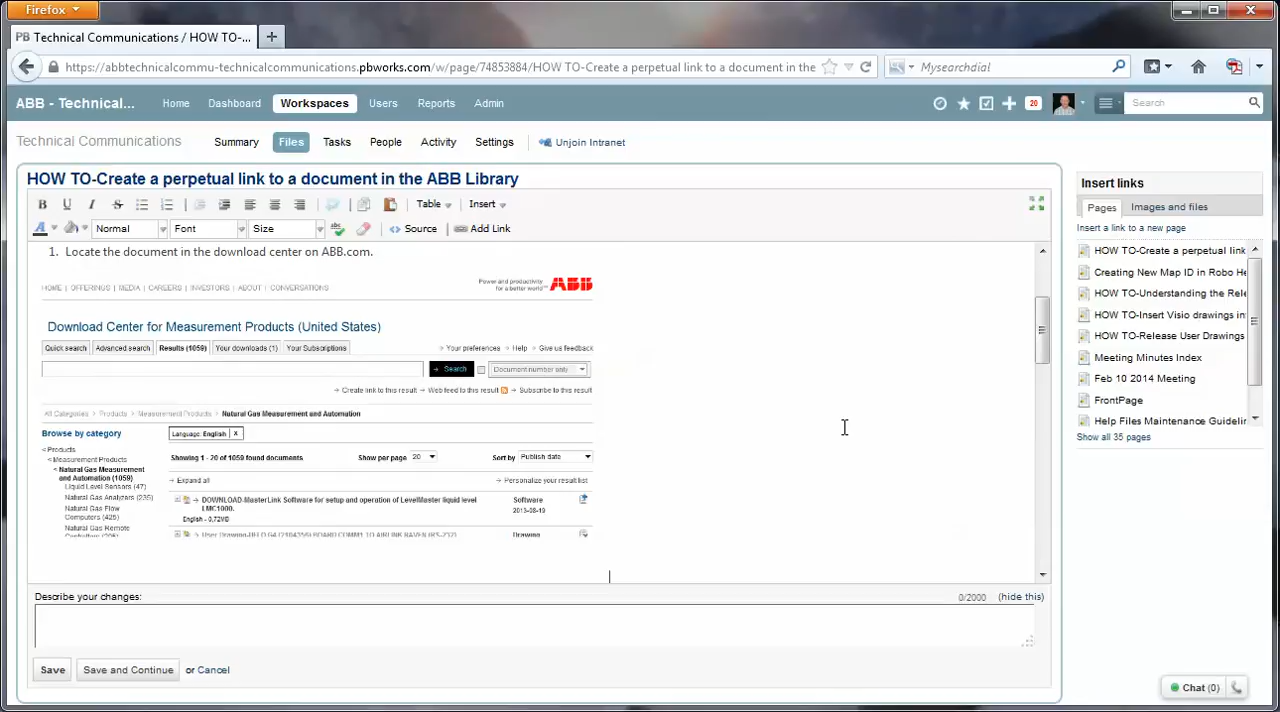 Firefox
PB Technical Communications / HOW TO-...
https://abbtechnicalcommu-technicalcommunications.pbworks.com/w/page/74853884/HOW TO-Create a perpetual link to a document in the
Mysearchdial
ABB - Technical... Home Dashboard Workspaces Users Reports Admin 20 Search
Technical Communications Summary Files Tasks People Activity Settings Unjoin Intranet
HOW TO-Create a perpetual link to a document in the ABB Library
B U I S Table Insert
A Normal Font Size Source Add Link
1. Locate the document in the download center on ABB.com.
HOME | OFFERINGS | MEDIA | CAREERS | INVESTORS | ABOUT | CONVERSATIONS
Power and productivity
for a better world™ ABB
Download Center for Measurement Products (United States)
Quick search Advanced search Results (1059) Your downloads (1) Your Subscriptions Your preferences Help Give us feedback
Search Document number only
Create link to this result Web feed to this result Subscribe to this result
All Categories > Products > Measurement Products > Natural Gas Measurement and Automation
Browse by category Language: English X
< Products
< Measurement Products
< Natural Gas Measurement
and Automation (1059)
Liquid Level Sensors (47)
Natural Gas Analyzers (235)
Natural Gas Flow
Computers (425)
Natural Gas Remote
Showing 1 - 20 of 1059 found documents Show per page 20 Sort by Publish date
Expand all Personalize your result list
DOWNLOAD-MasterLink Software for setup and operation of LevelMaster liquid level
LMC1000.
English - 0,72MB
Software
2013-08-19
Drawing
Describe your changes: 0/2000 (hide this)
Save Save and Continue or Cancel
Insert links
Pages Images and files
Insert a link to a new page
HOW TO-Create a perpetual link
Creating New Map ID in Robo He
HOW TO-Understanding the Rele
HOW TO-Insert Visio drawings in
HOW TO-Release User Drawings
Meeting Minutes Index
Feb 10 2014 Meeting
FrontPage
Help Files Maintenance Guidelin
Show all 35 pages
Chat (0)